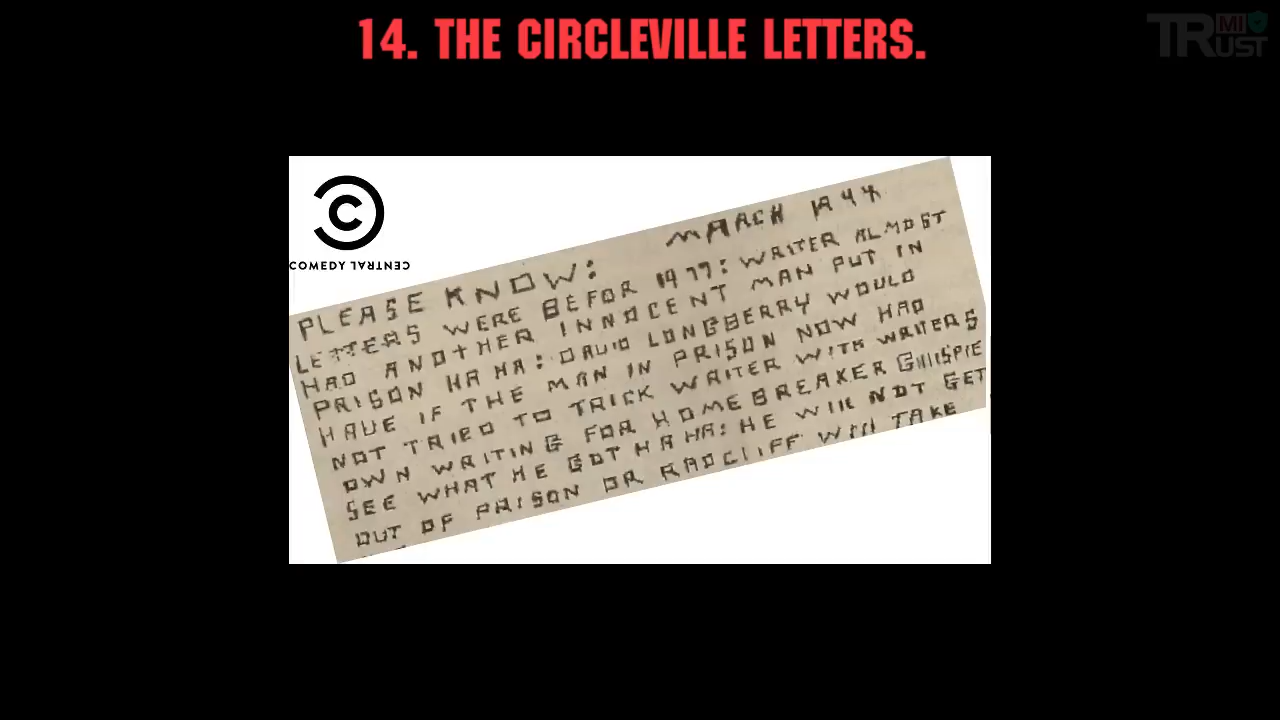 14. THE CIRCLEVILLE LETTERS.
TRUST MI
COMEDY CENTRAL
MARCH 1944
PLEASE KNOW:
LETTERS WERE BEFOR 1977: WRITER ALMOST
HAD ANOTHER INNOCENT MAN PUT IN
PRISON HA HA: DAVID LONGBERRY WOULD
HAVE IF THE MAN IN PRISON NOW HAD
NOT TRIED TO TRICK WRITER WITH WRITERS
OWN WRITING FOR HOMEBREAKER GILLISPIE
SEE WHAT HE GOT HA HA: HE WILL NOT GET
OUT OF PRISON OR RADCLIFF WILL TAKE